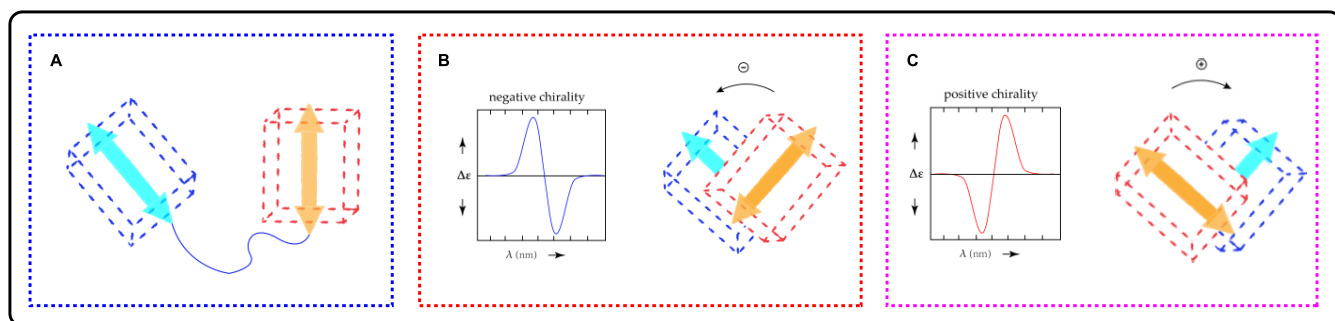 A
negative chirality
Δε
λ (nm)
B
⊖
positive chirality
Δε
λ (nm)
C
⊕